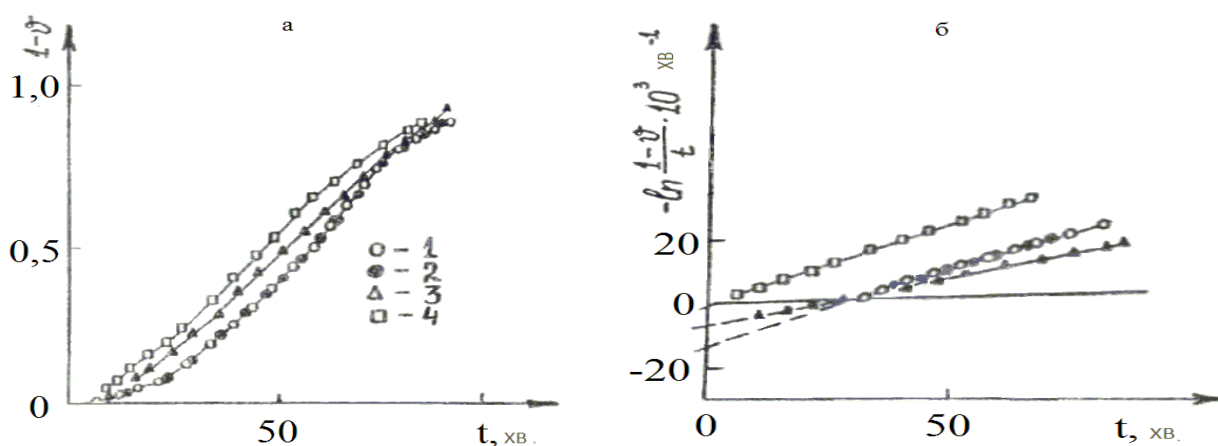 а
1-ϑ
1,0
0,5
0
50
t, хв.
○ - 1
● - 2
△ - 3
□ - 4
б
-ln (1-ϑ)/t · 10³ хв⁻¹
20
0
-20
0
50
t, хв.